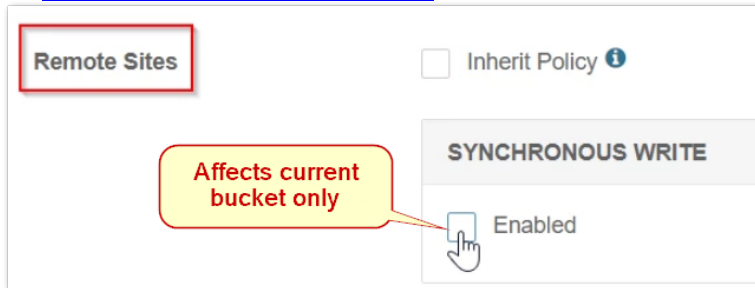 Remote Sites
Inherit Policy
SYNCHRONOUS WRITE
Affects current
bucket only
Enabled